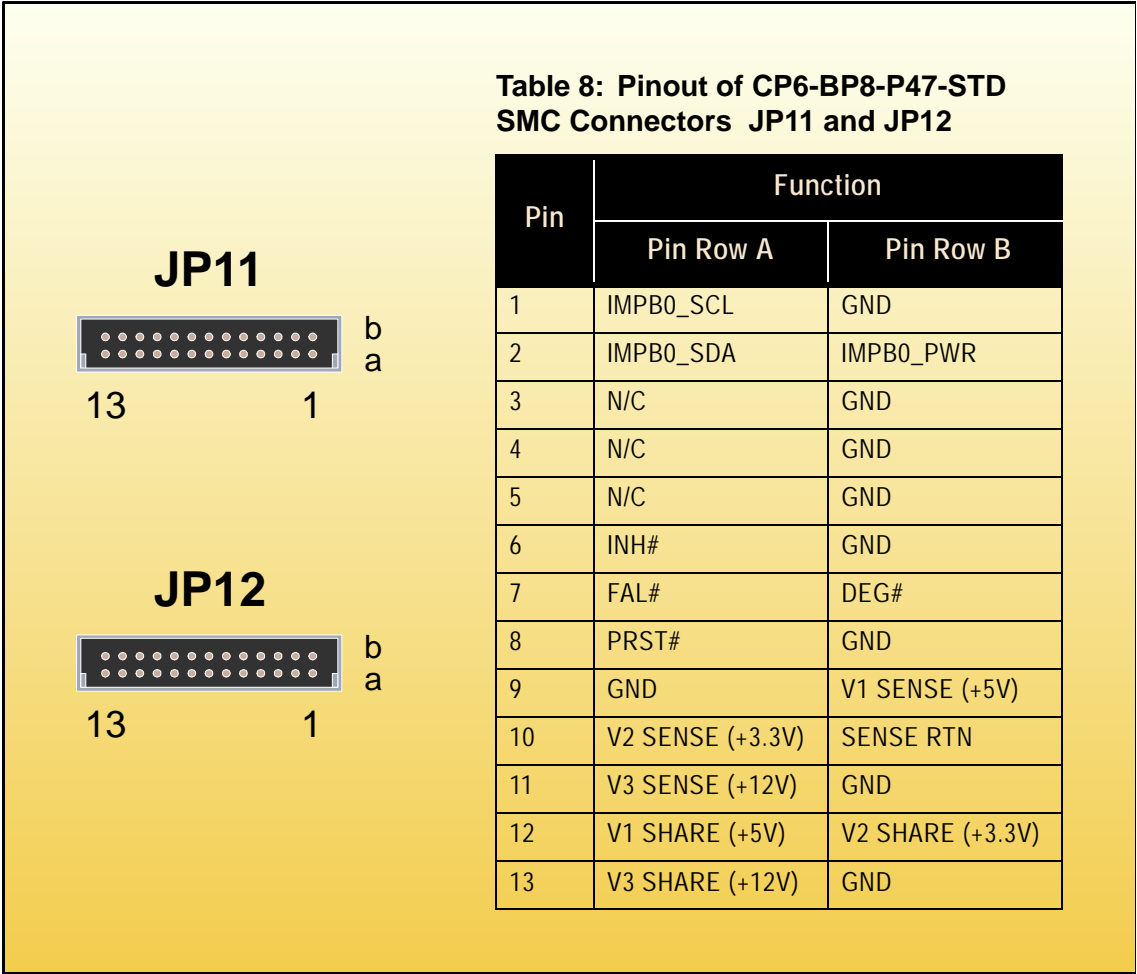 Table 8: Pinout of CP6-BP8-P47-STD
SMC Connectors JP11 and JP12
JP11
b
a
13 1
JP12
b
a
13 1
Pin Function
Pin Row A Pin Row B
1 IMPB0_SCL GND
2 IMPB0_SDA IMPB0_PWR
3 N/C GND
4 N/C GND
5 N/C GND
6 INH# GND
7 FAL# DEG#
8 PRST# GND
9 GND V1 SENSE (+5V)
10 V2 SENSE (+3.3V) SENSE RTN
11 V3 SENSE (+12V) GND
12 V1 SHARE (+5V) V2 SHARE (+3.3V)
13 V3 SHARE (+12V) GND